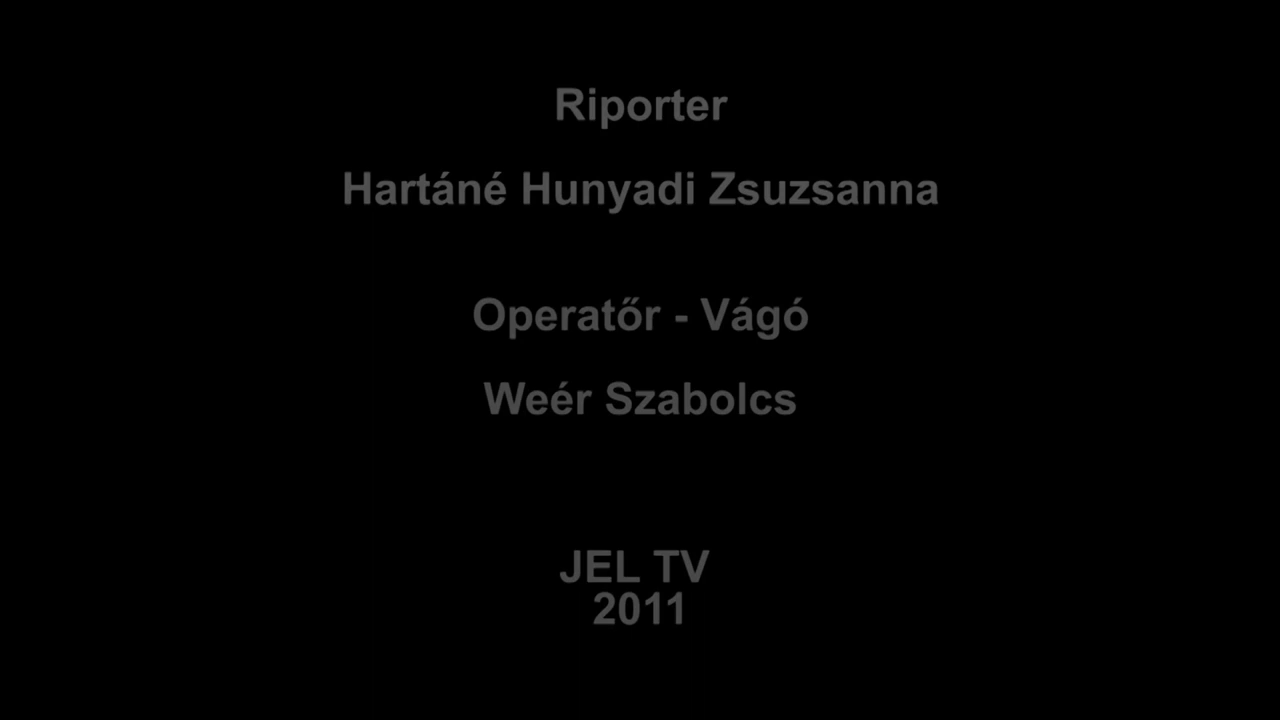 Riporter
Hartáné Hunyadi Zsuzsanna
Operatőr - Vágó
Weér Szabolcs
JEL TV
2011